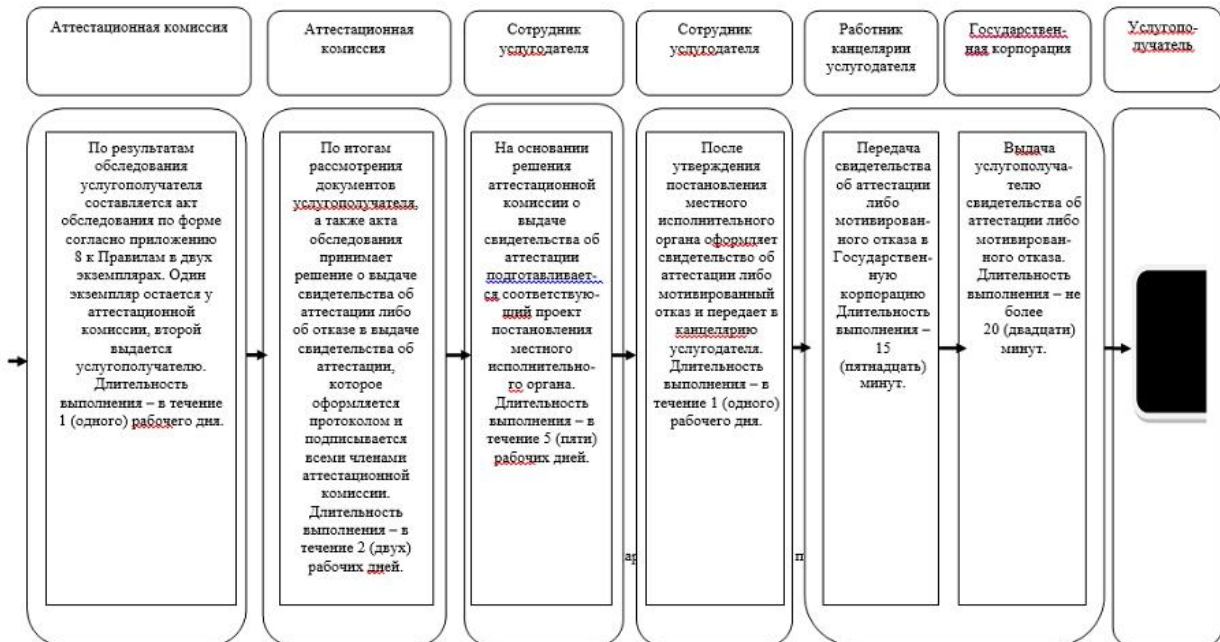 Аттестационная комиссия
Аттестационная
комиссия
Сотрудник
услугодателя
Сотрудник
услугодателя
Работник
канцелярии
услугодателя
Государствен-
ная корпорация
Услугопо-
лучатель
По результатам
обследования
услугополучателя
составляется акт
обследования по форме
согласно приложению
8 к Правилам в двух
экземплярах. Один
экземпляр остается у
аттестационной
комиссии, второй
выдается
услугополучателю.
Длительность
выполнения – в течение
1 (одного) рабочего дня.
По итогам
рассмотрения
документов
услугополучателя,
а также акта
обследования
принимает
решение о выдаче
свидетельства об
аттестации либо
об отказе в выдаче
свидетельства об
аттестации,
которое
оформляется
протоколом и
подписывается
всеми членами
аттестационной
комиссии.
Длительность
выполнения – в
течение 2 (двух)
рабочих дней.
На основании
решения
аттестационной
комиссии о
выдаче
свидетельства об
аттестации
подготавливает-
ся соответствую-
щий проект
постановления
местного
исполнительно-
го органа.
Длительность
выполнения – в
течение 5 (пяти)
рабочих дней.
После
утверждения
постановления
местного
исполнительного
органа оформляет
свидетельство об
аттестации либо
мотивированный
отказ и передает в
канцелярию
услугодателя.
Длительность
выполнения – в
течение 1 (одного)
рабочего дня.
Передача
свидетельства
об аттестации
либо
мотивирован-
ного отказа в
Государствен-
ную
корпорацию
Длительность
выполнения –
15
(пятнадцать)
минут.
Выдача
услугополуча-
телю
свидетельства об
аттестации либо
мотивирован-
ного отказа.
Длительность
выполнения – не
более
20 (двадцати)
минут.